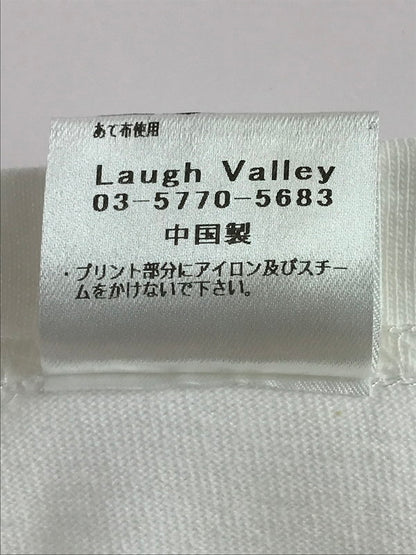 あて布使用
Laugh Valley
03-5770-5683
中国製
・プリント部分にアイロン及びスチー
ムをかけないで下さい。